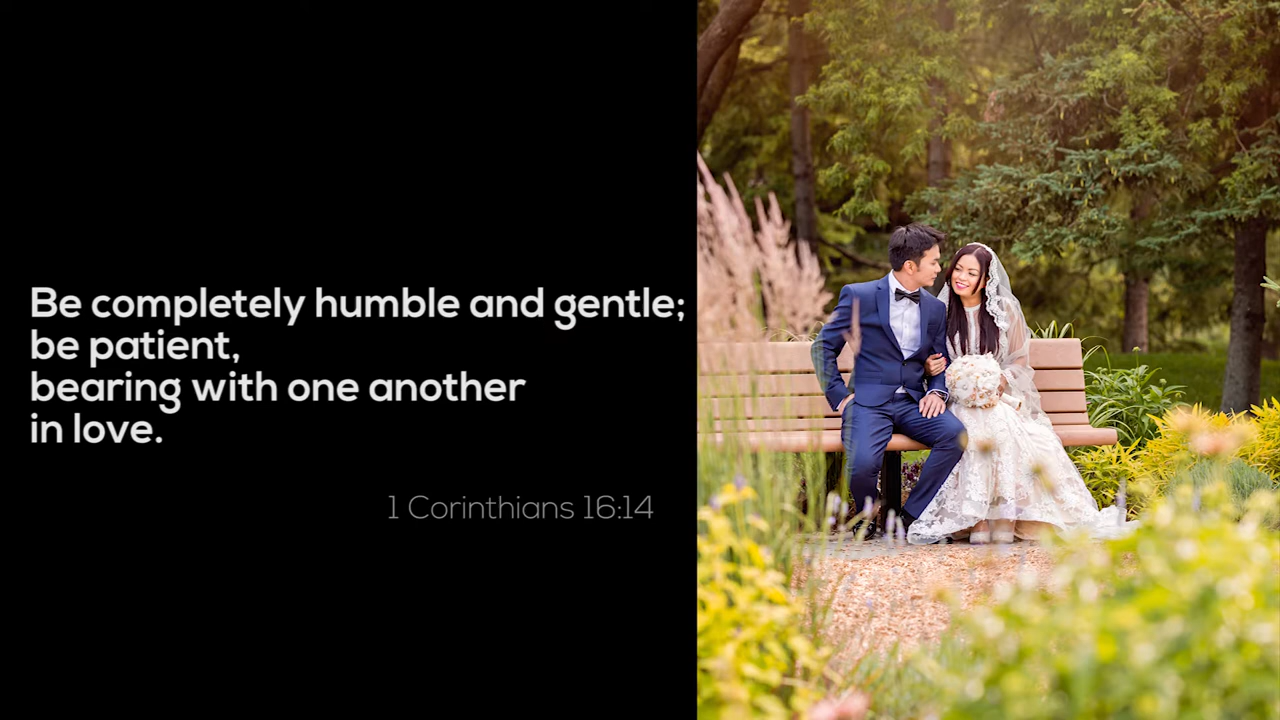 Be completely humble and gentle;
be patient,
bearing with one another
in love.
1 Corinthians 16:14